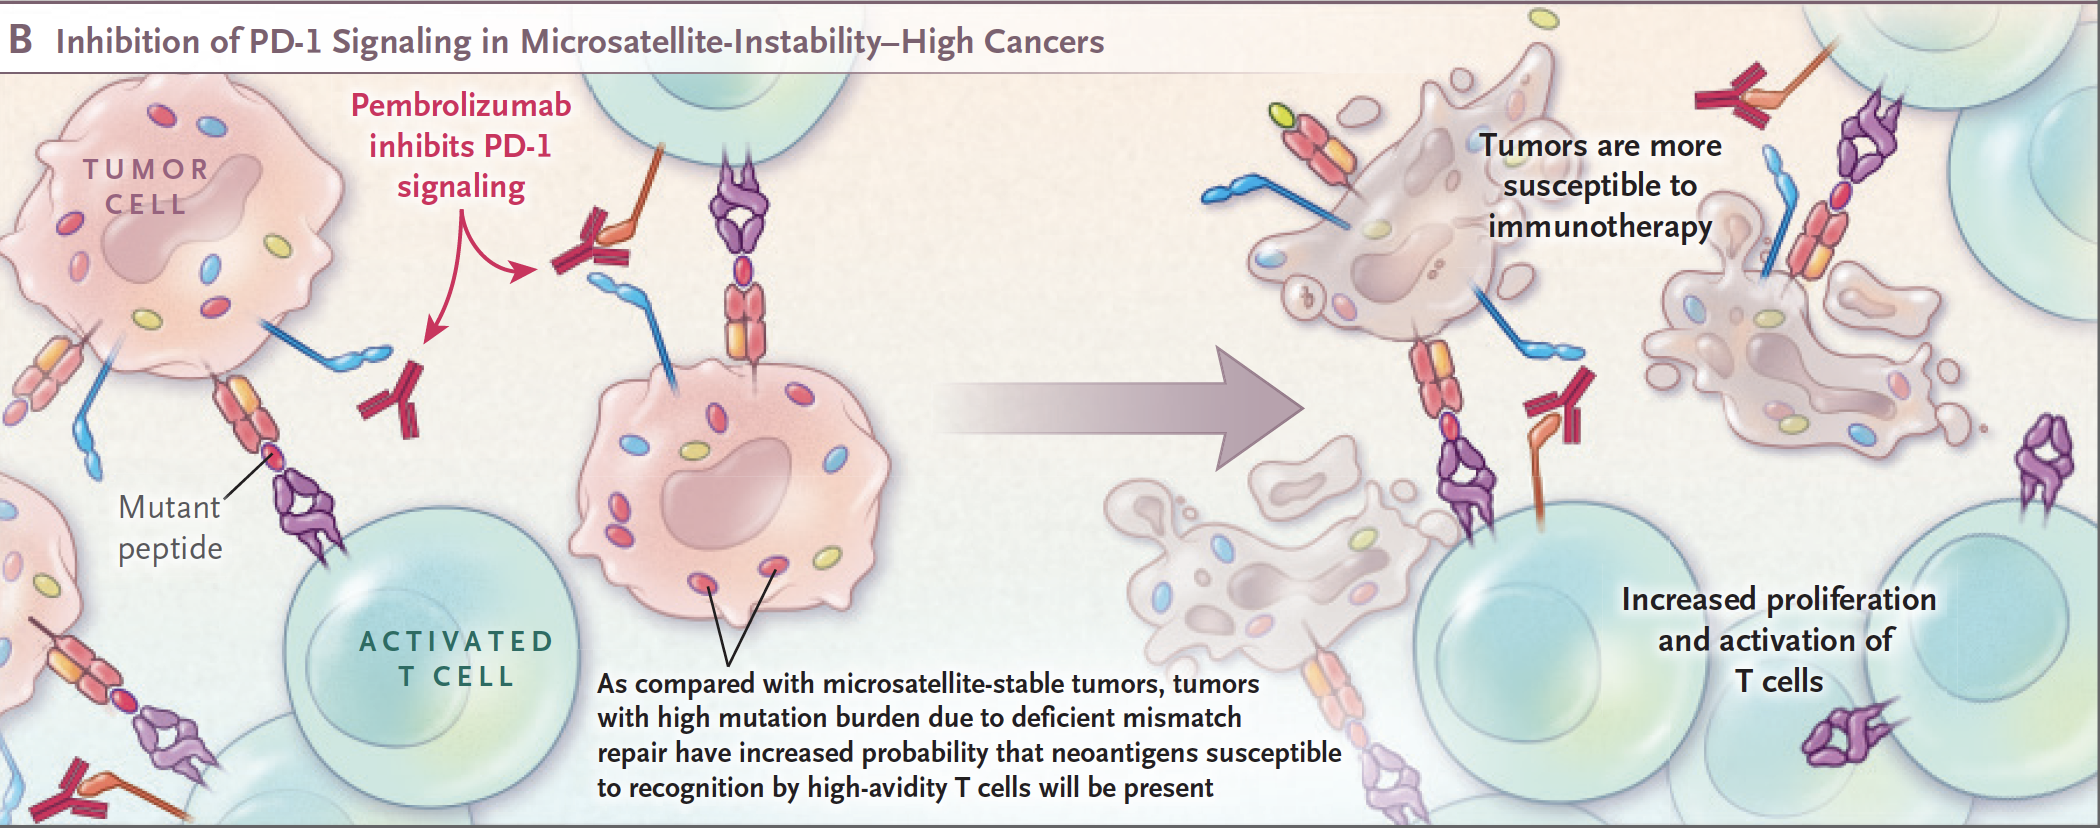 B Inhibition of PD-1 Signaling in Microsatellite-Instability–High Cancers
TUMOR
CELL
Pembrolizumab
inhibits PD-1
signaling
Mutant
peptide
ACTIVATED
T CELL
As compared with microsatellite-stable tumors, tumors
with high mutation burden due to deficient mismatch
repair have increased probability that neoantigens susceptible
to recognition by high-avidity T cells will be present
Tumors are more
susceptible to
immunotherapy
Increased proliferation
and activation of
T cells